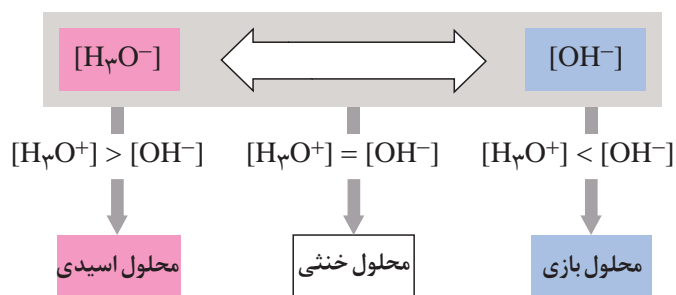 [H۳O–] [OH–]
[H۳O+] > [OH–] [H۳O+] = [OH–] [H۳O+] < [OH–]
محلول اسیدی محلول خنثی محلول بازی